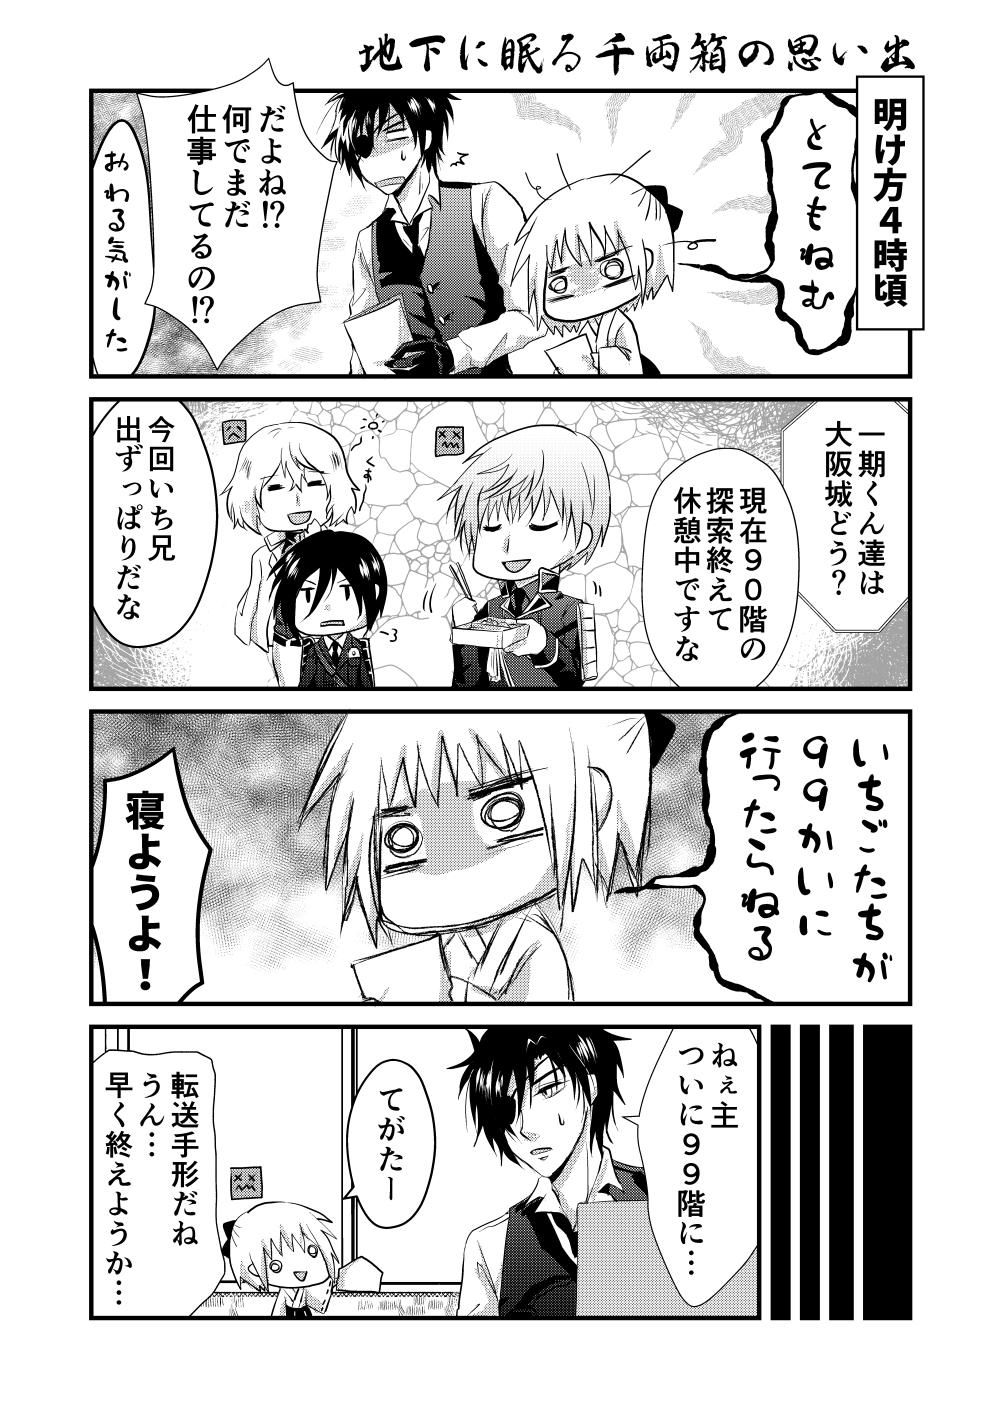 地下に眠る千両箱の思い出
明け方４時頃
とてもねむ
だよね!?
何でまだ
仕事してるの!?
おわる気がした
一期くん達は
大阪城どう？
現在９０階の
探索終えて
休憩中ですな
くあ
今回いち兄
出ずっぱりだな
いちごたちが
９９かいに
行ったらねる
寝ようよ！
ねぇ主
ついに９９階に…
てがたー
転送手形だね
うん…
早く終えようか…